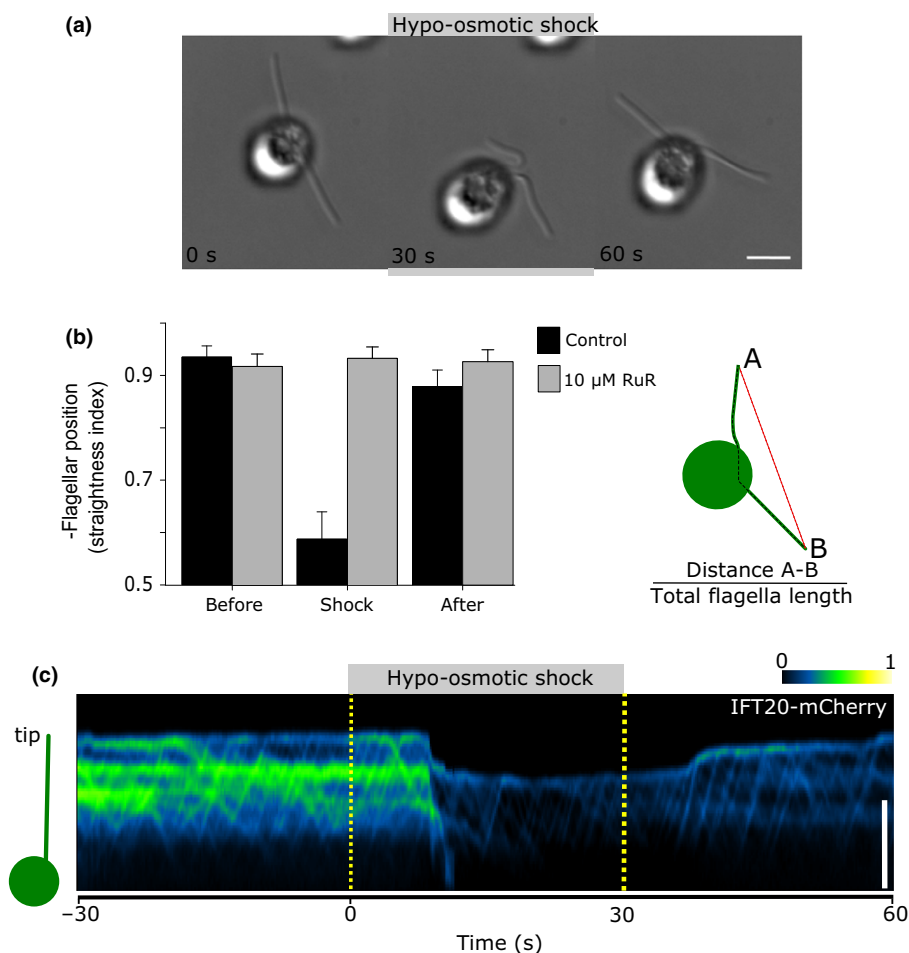 (a)
Hypo-osmotic shock
0 s
30 s
60 s
(b)
-Flagellar position
(straightness index)
0.9
0.7
0.5
Before
Shock
After
Control
10 µM RuR
A
B
Distance A-B
Total flagella length
(c)
Hypo-osmotic shock
0
1
IFT20-mCherry
tip
−30
0
30
60
Time (s)